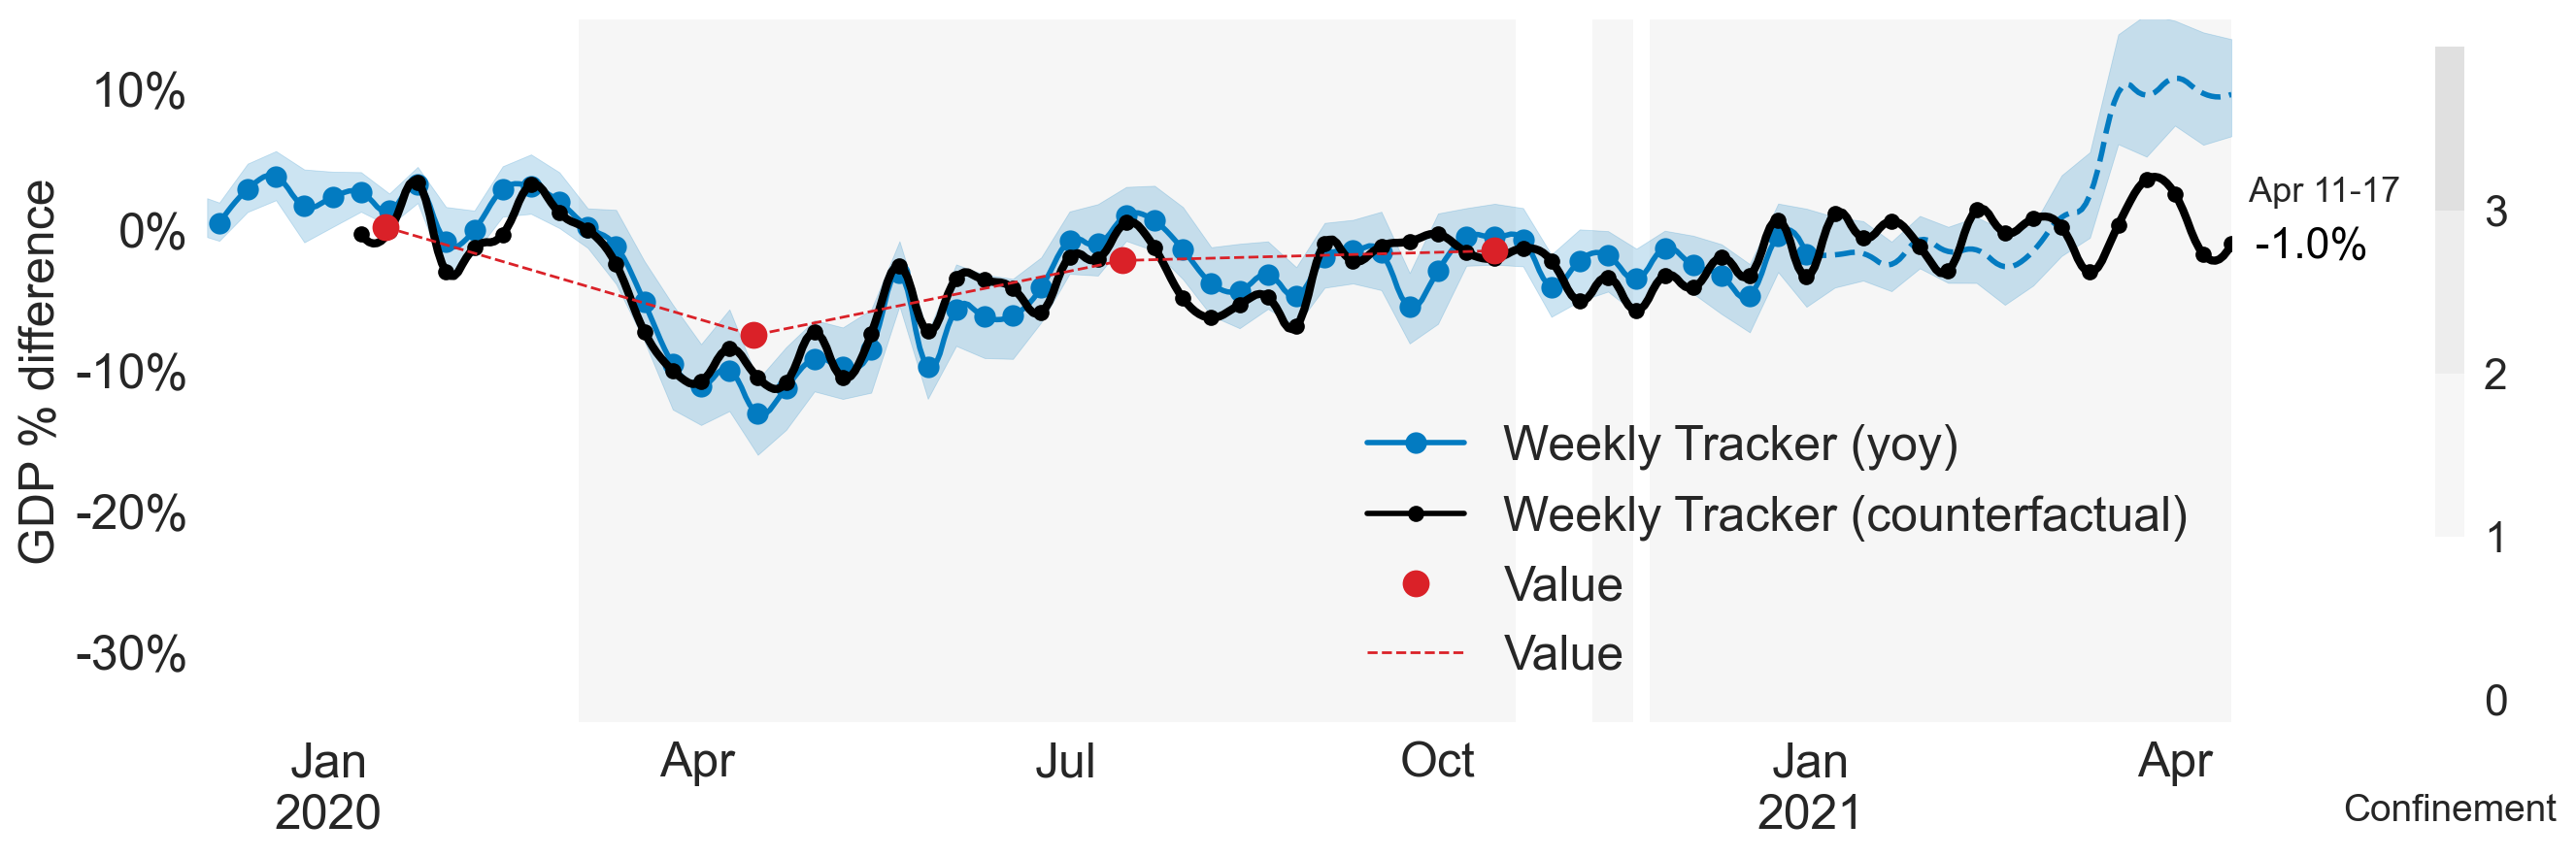 GDP % difference
10%
0%
-10%
-20%
-30%
Jan
2020
Apr
Jul
Oct
Jan
2021
Apr
Weekly Tracker (yoy)
Weekly Tracker (counterfactual)
Value
Value
Apr 11-17
-1.0%
3
2
1
0
Confinement